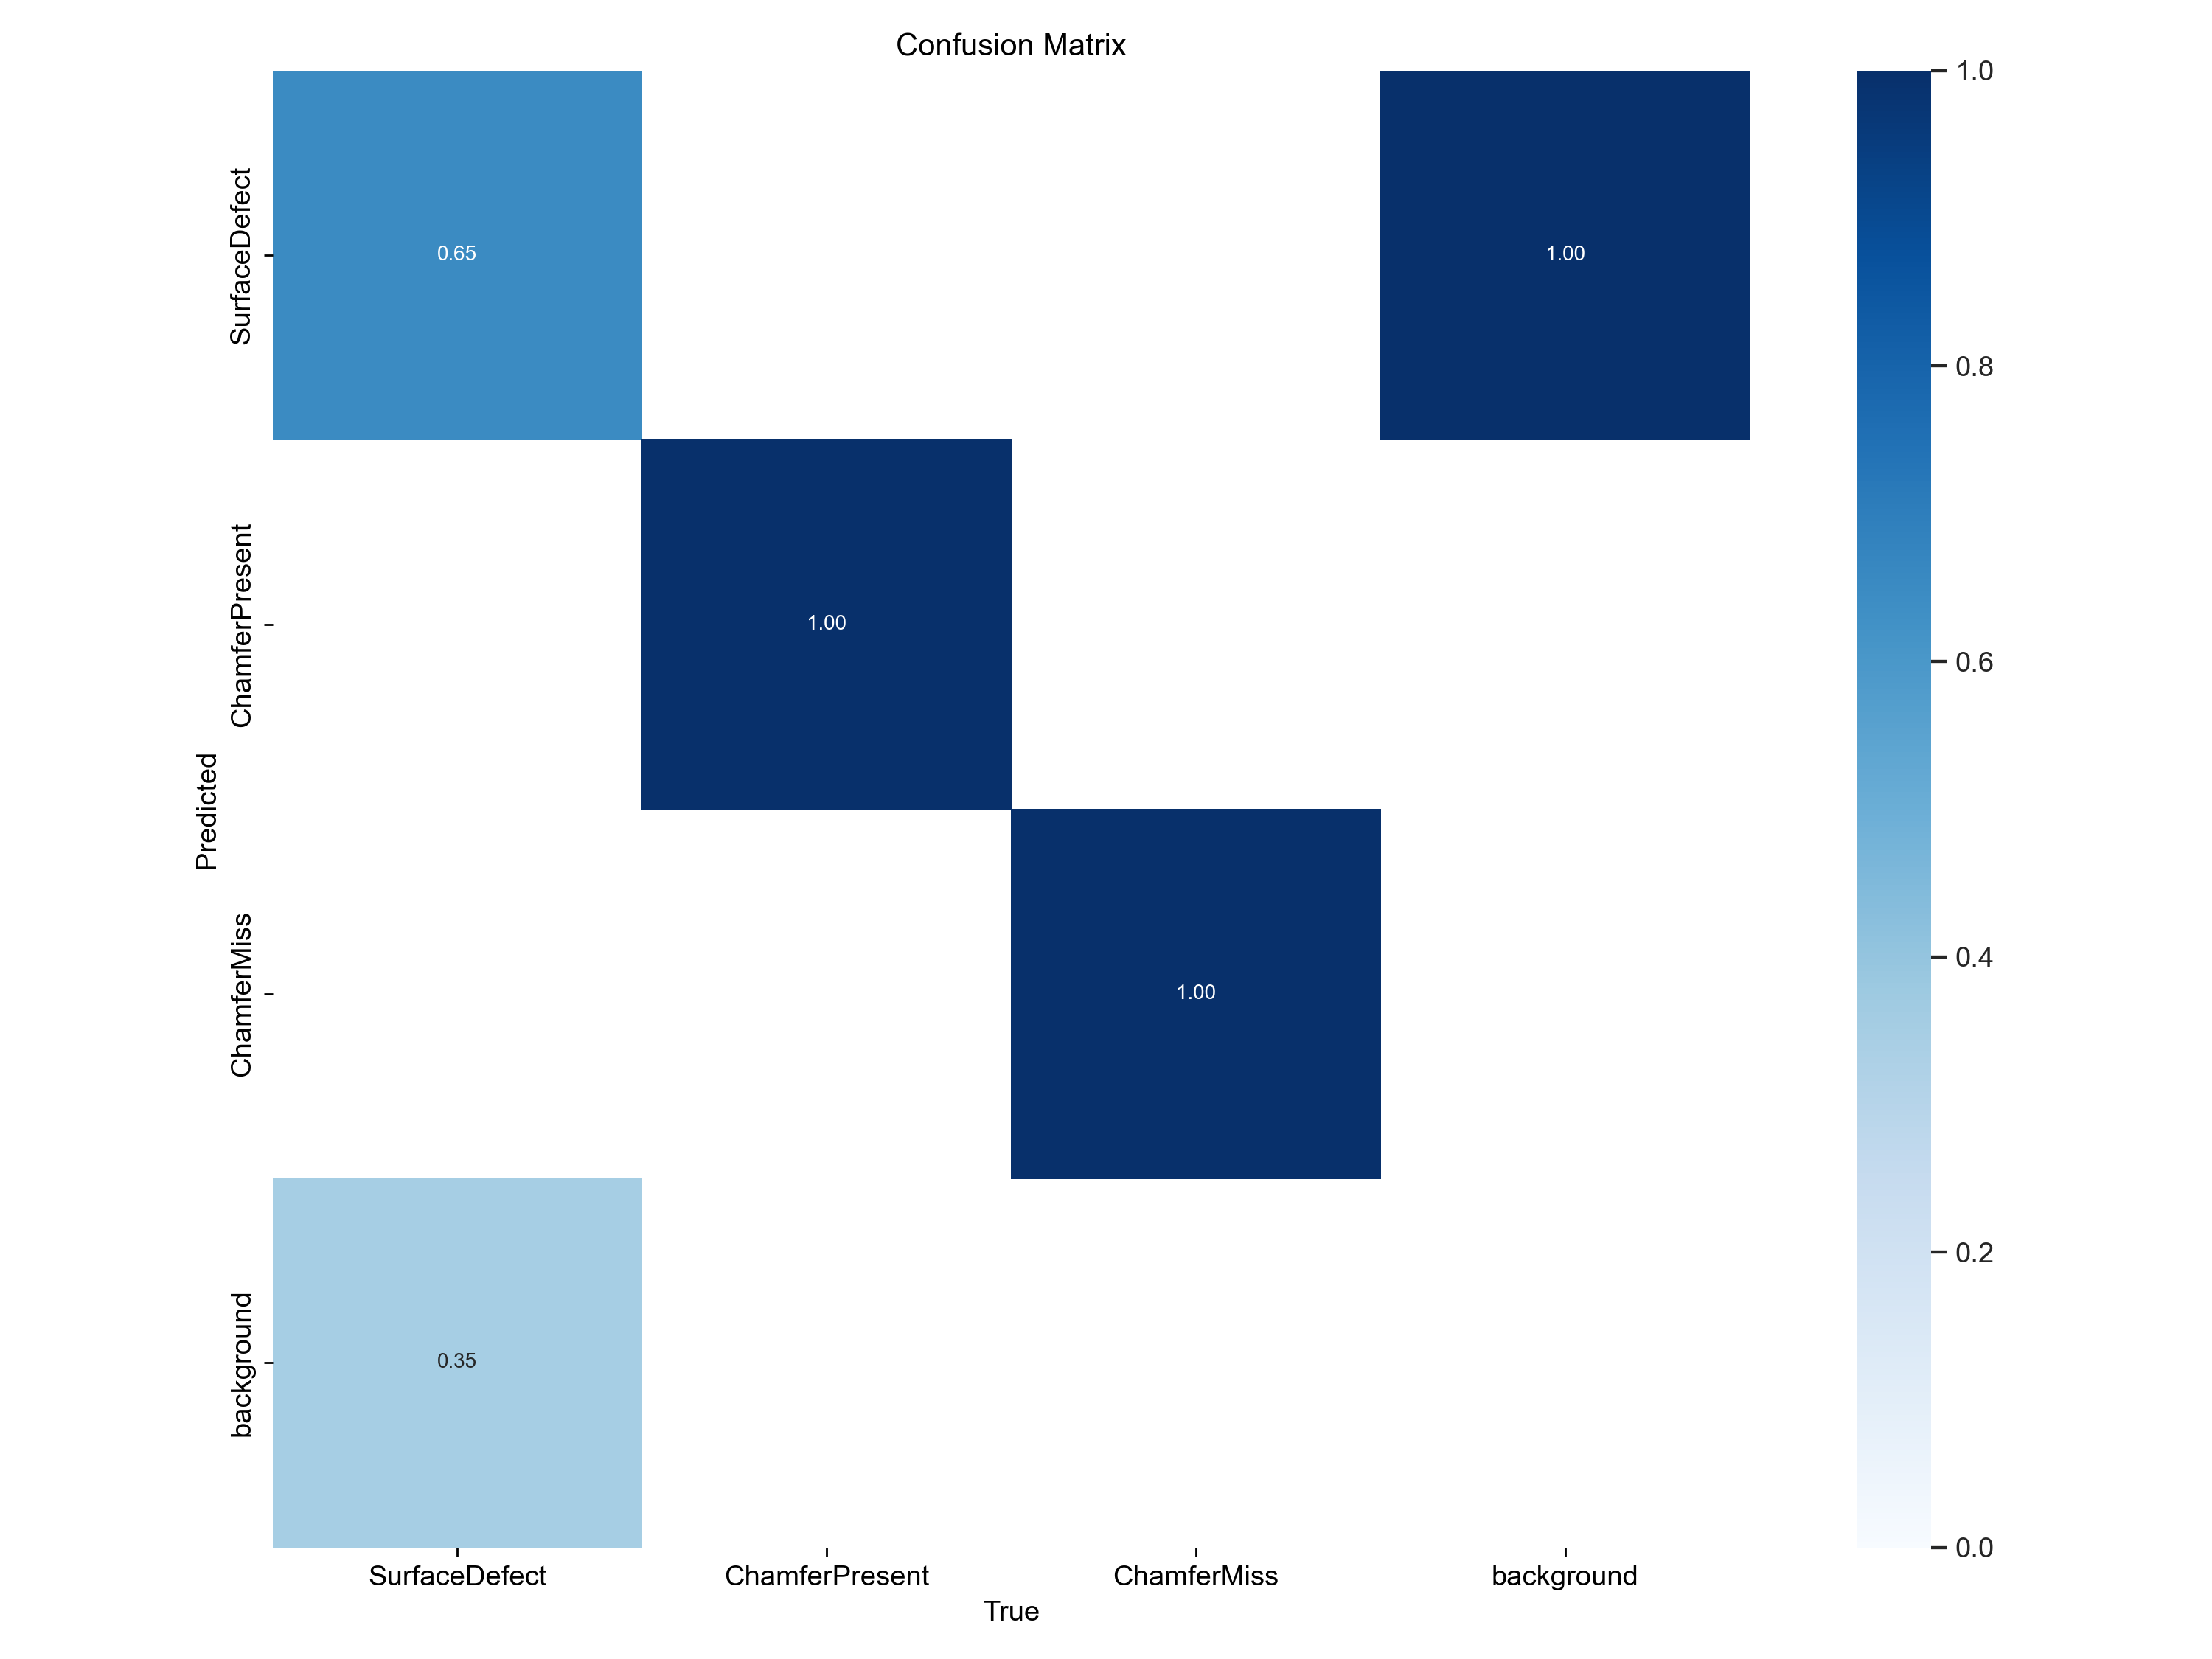 Confusion Matrix
SurfaceDefect
0.65
1.00
1.0
0.8
ChamferPresent
1.00
0.6
Predicted
ChamferMiss
1.00
0.4
0.2
background
0.35
0.0
SurfaceDefect ChamferPresent ChamferMiss background
True